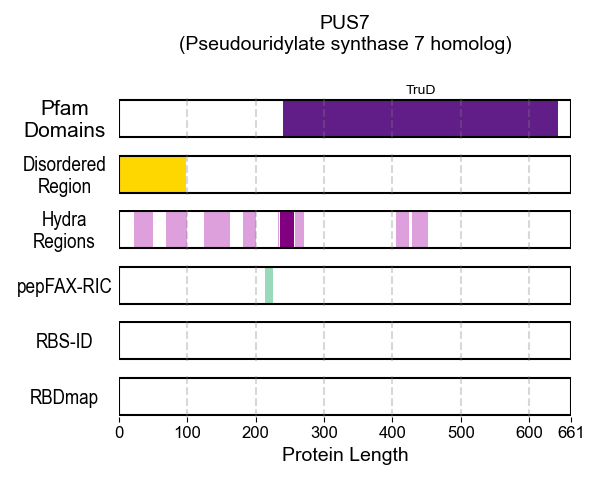 PUS7
(Pseudouridylate synthase 7 homolog)
TruD
Pfam
Domains
Disordered
Region
Hydra
Regions
pepFAX-RIC
RBS-ID
RBDmap
0 100 200 300 400 500 600 661
Protein Length